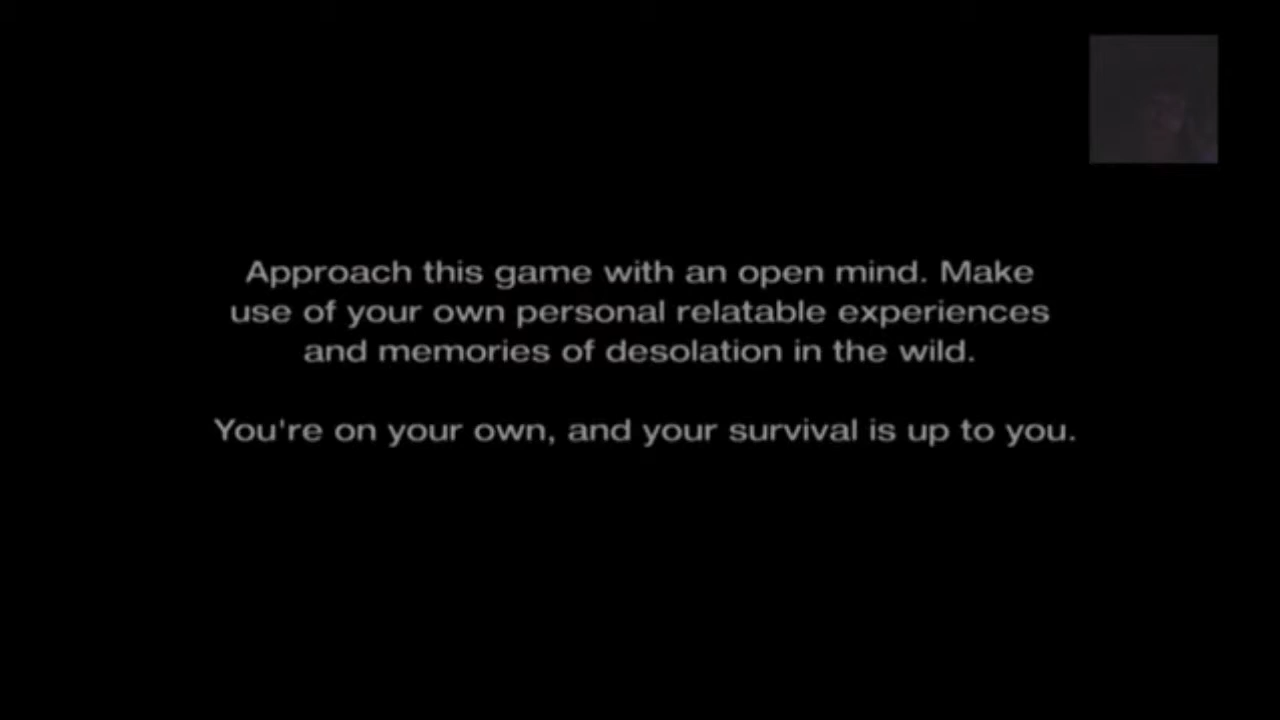 Approach this game with an open mind. Make
use of your own personal relatable experiences
and memories of desolation in the wild.
You're on your own, and your survival is up to you.